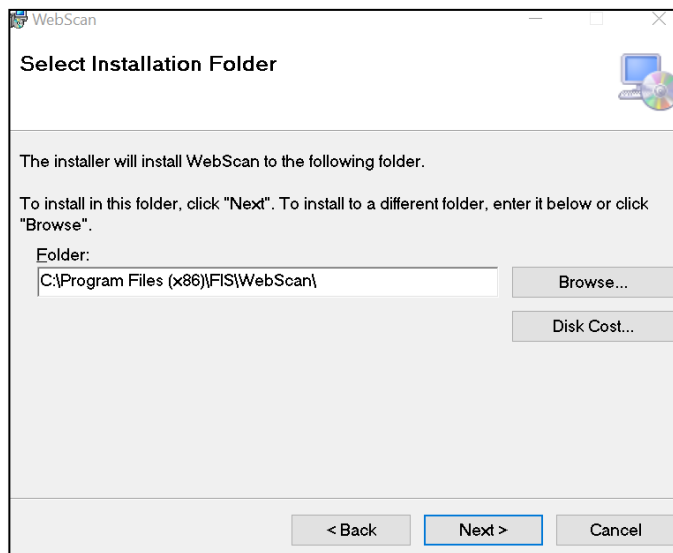 WebScan
Select Installation Folder
The installer will install WebScan to the following folder.
To install in this folder, click "Next". To install to a different folder, enter it below or click
"Browse".
Folder:
C:\Program Files (x86)\FIS\WebScan\
Browse...
Disk Cost...
< Back
Next >
Cancel